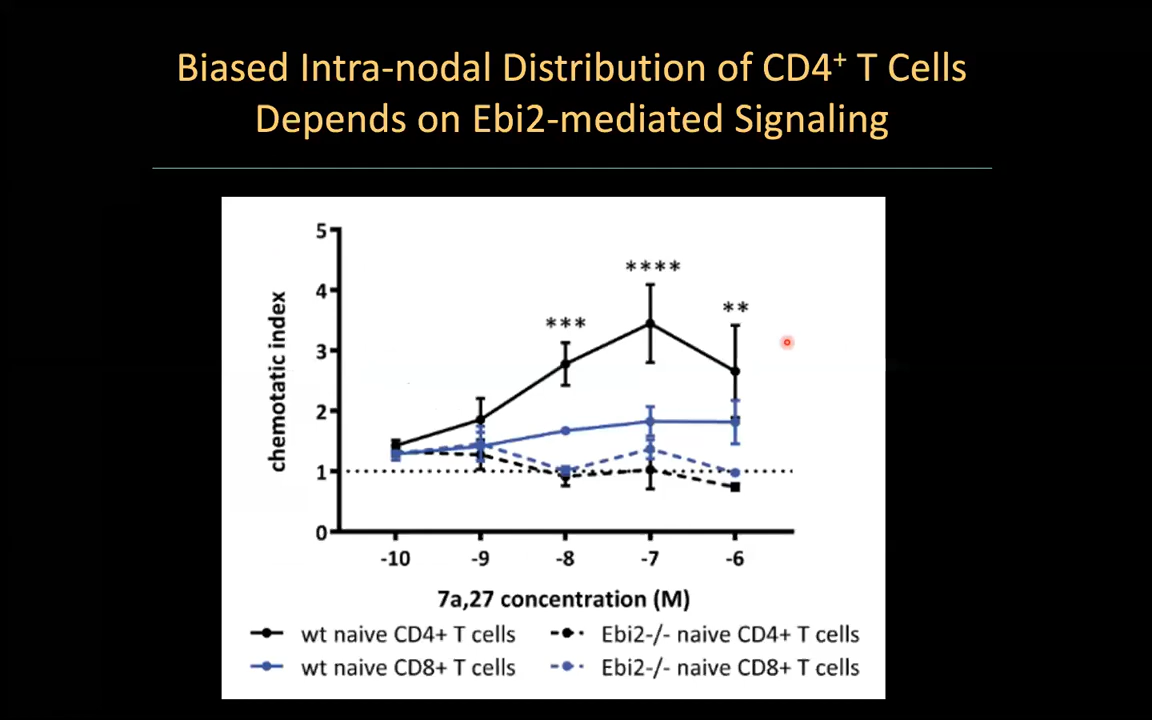 Biased Intra-nodal Distribution of CD4⁺ T Cells
Depends on Ebi2-mediated Signaling
5
4
3
2
1
0
chemotatic index
***
****
**
-10 -9 -8 -7 -6
7a,27 concentration (M)
wt naive CD4+ T cells Ebi2-/- naive CD4+ T cells
wt naive CD8+ T cells Ebi2-/- naive CD8+ T cells